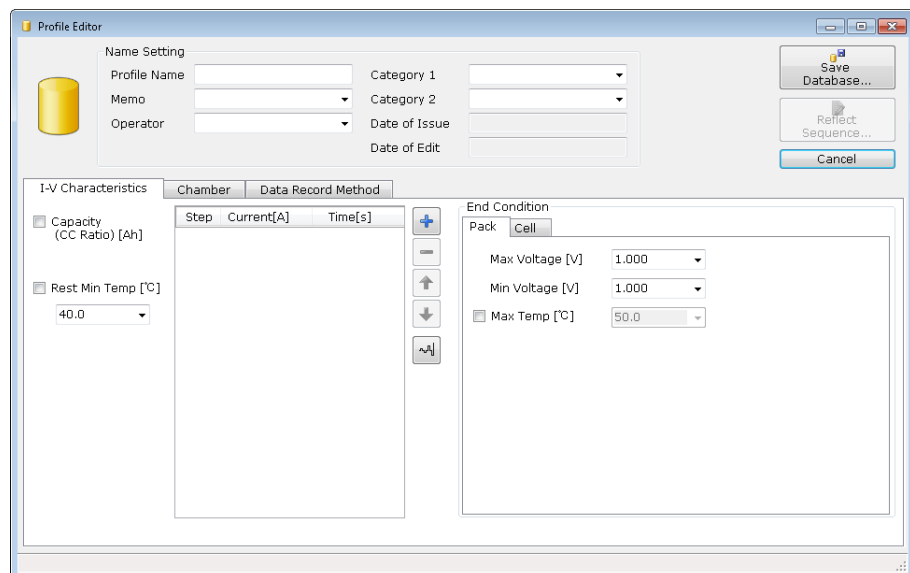 Profile Editor
Name Setting
Profile Name
Category 1
Memo
Category 2
Operator
Date of Issue
Date of Edit
Save
Database...
Reflect
Sequence...
Cancel
I-V Characteristics
Chamber
Data Record Method
Capacity
(CC Ratio) [Ah]
Rest Min Temp [℃]
40.0
Step Current[A] Time[s]
End Condition
Pack
Cell
Max Voltage [V] 1.000
Min Voltage [V] 1.000
Max Temp [℃] 50.0